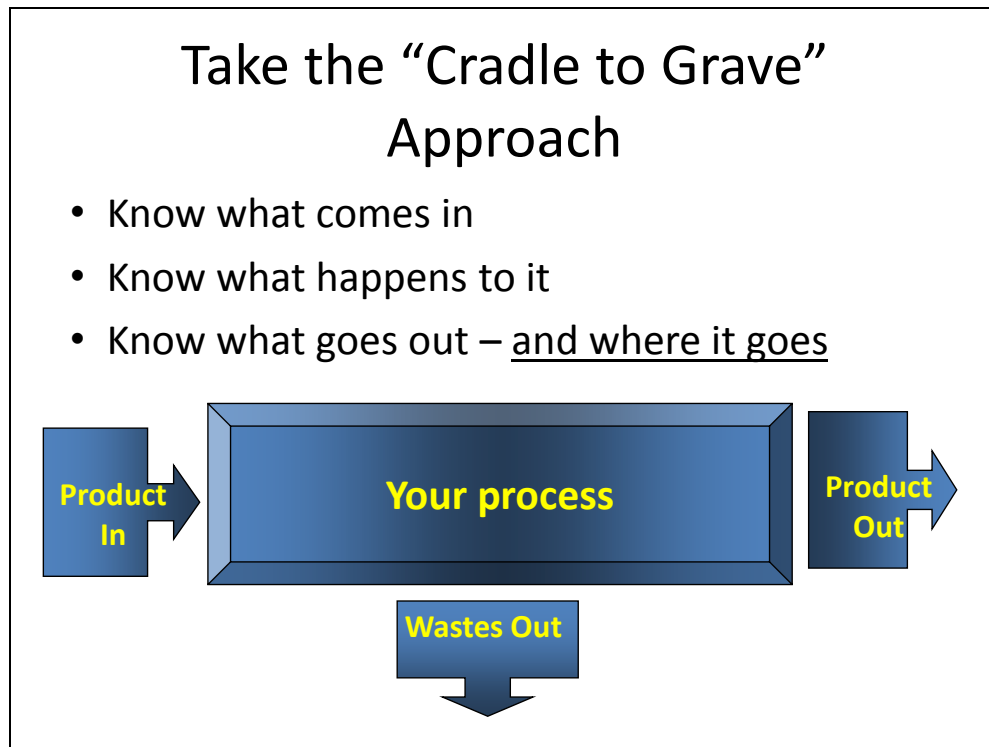 Take the “Cradle to Grave”
Approach
• Know what comes in
• Know what happens to it
• Know what goes out – and where it goes
Product
In
Your process
Product
Out
Wastes Out